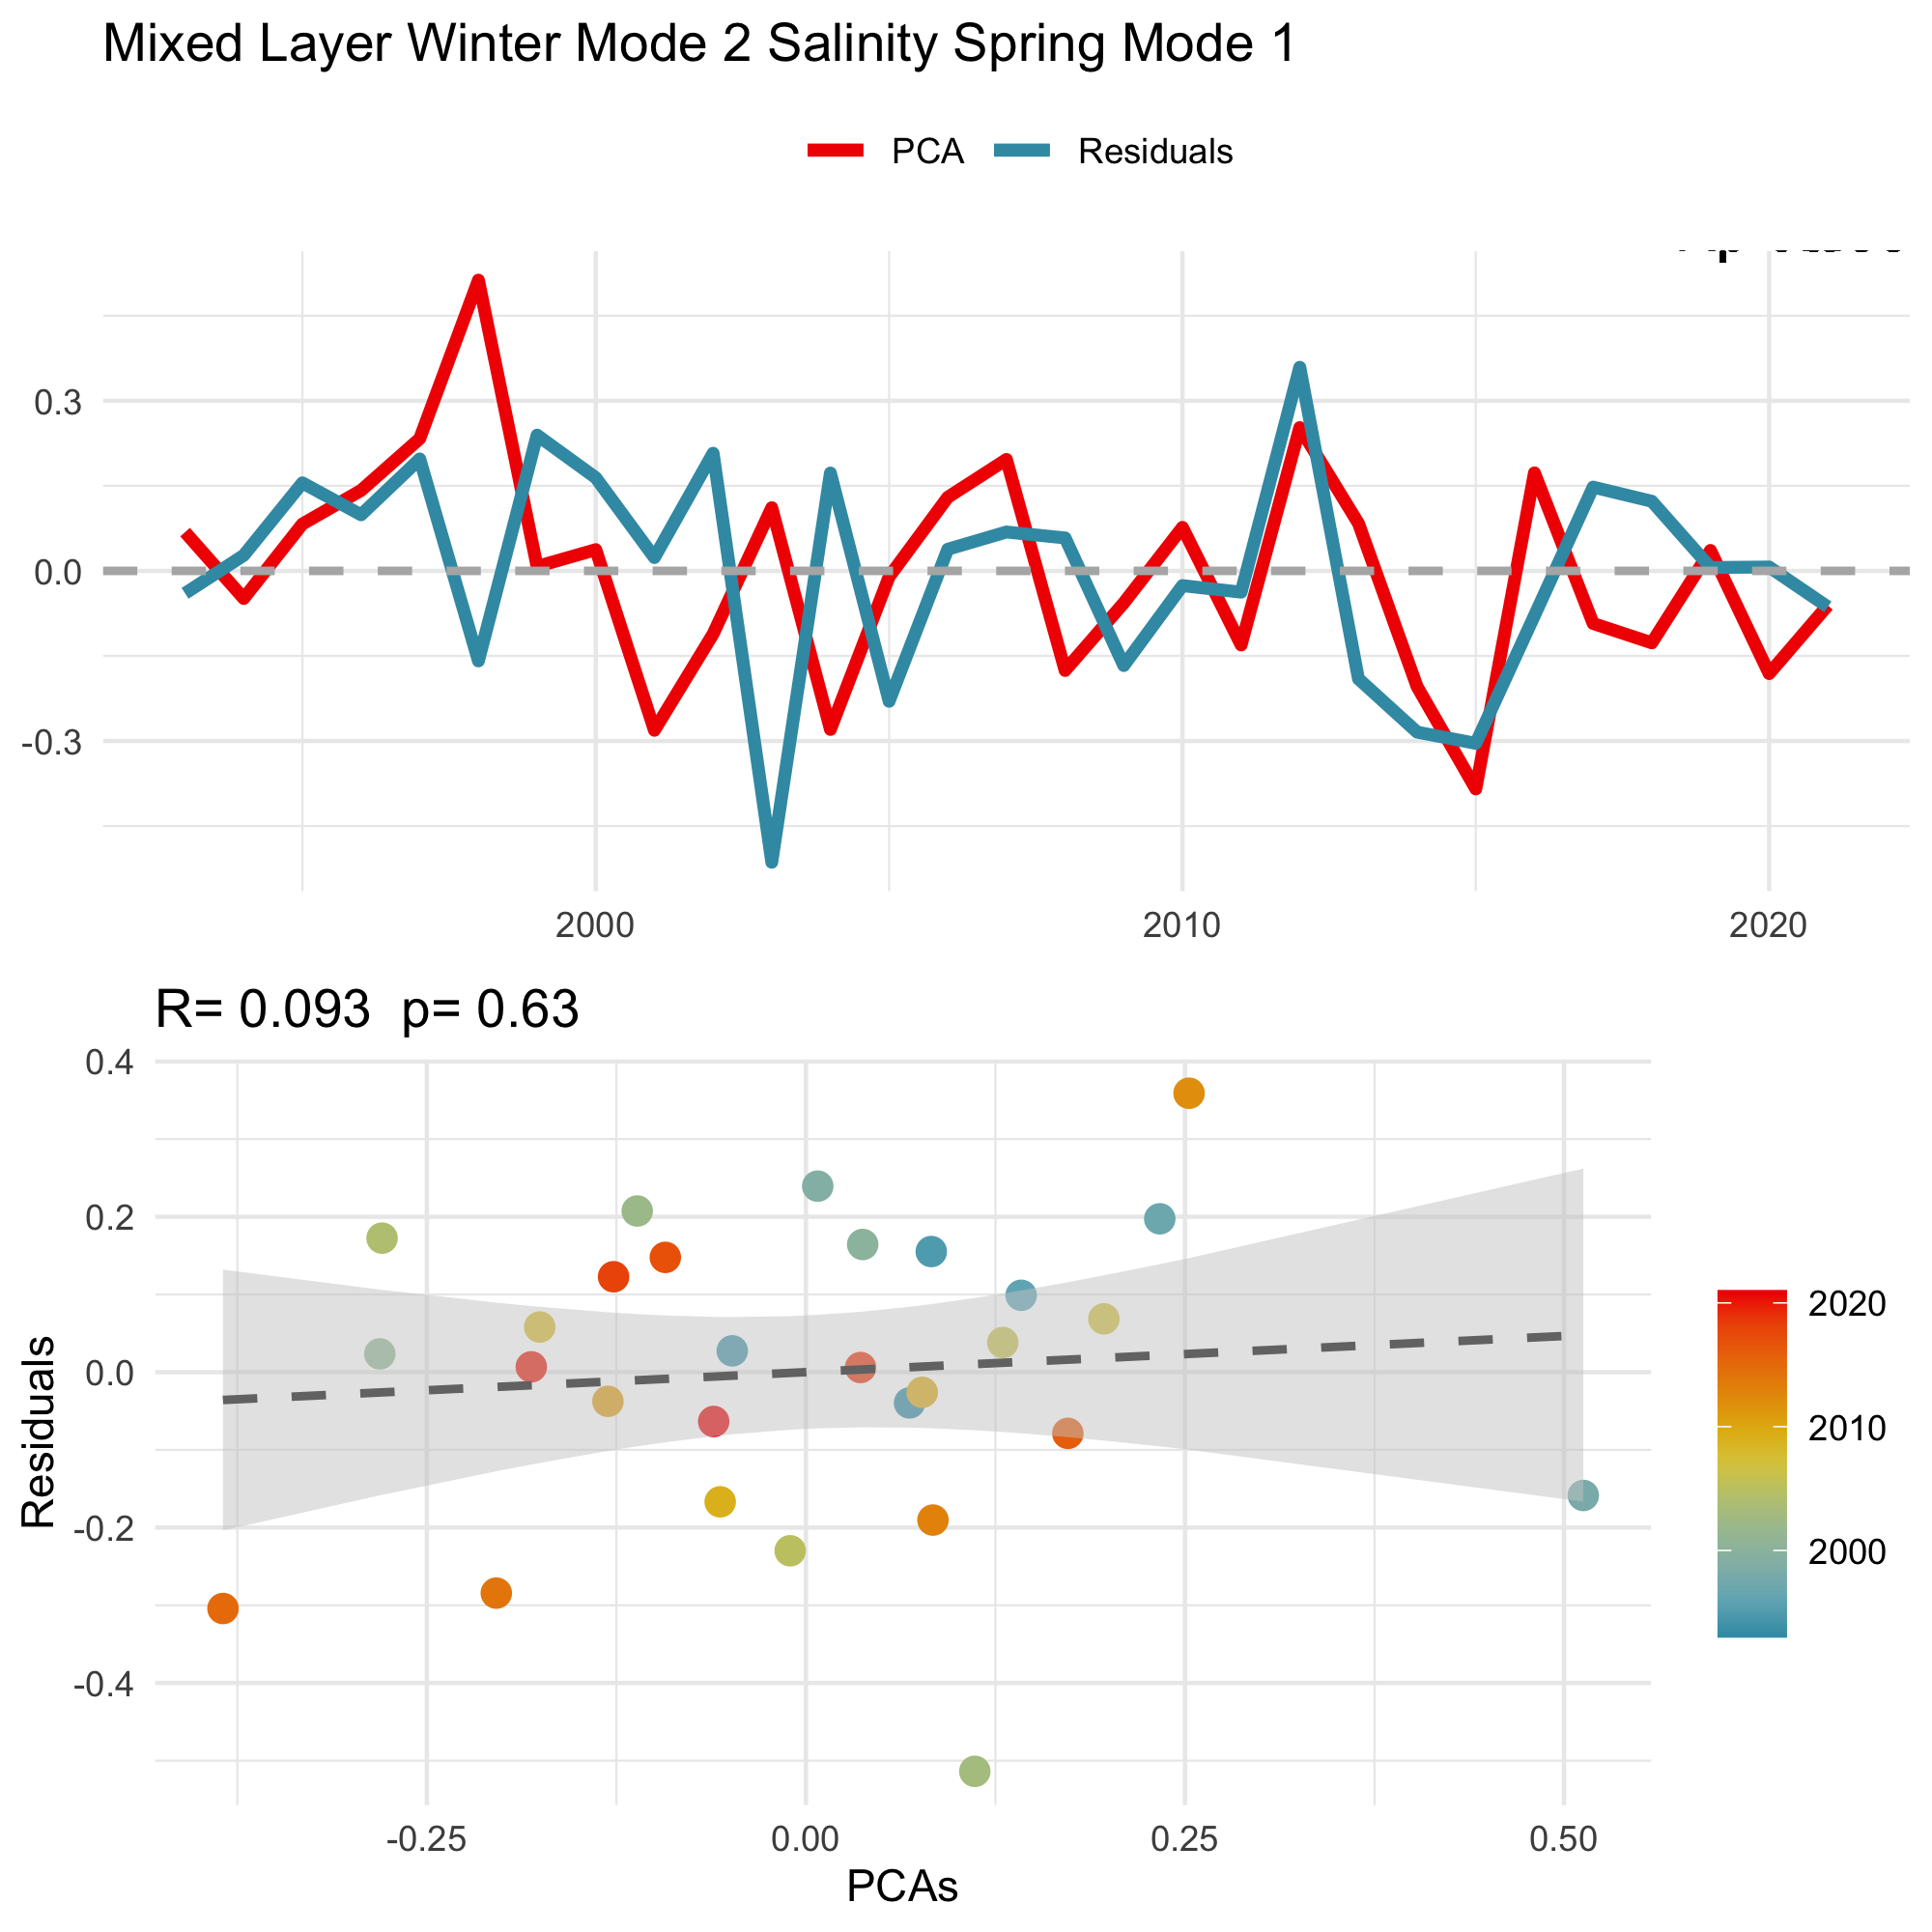 Mixed Layer Winter Mode 2 Salinity Spring Mode 1
PCA Residuals
0.3
0.0
-0.3
2000 2010 2020
R= 0.093 p= 0.63
0.4
0.2
0.0
-0.2
-0.4
Residuals
-0.25 0.00 0.25 0.50
PCAs
2020
2010
2000